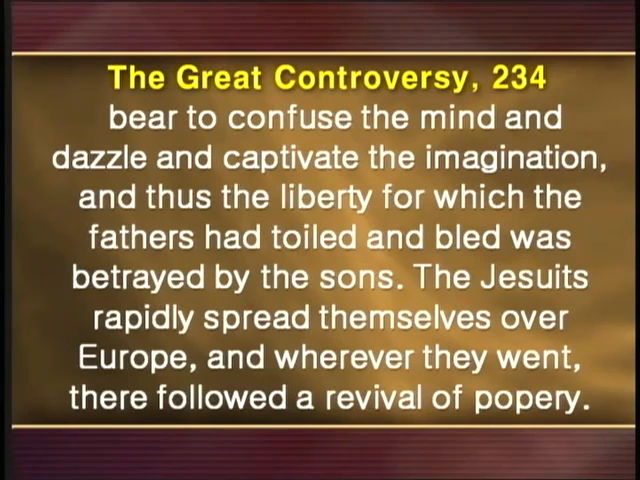 The Great Controversy, 234
bear to confuse the mind and
dazzle and captivate the imagination,
and thus the liberty for which the
fathers had toiled and bled was
betrayed by the sons. The Jesuits
rapidly spread themselves over
Europe, and wherever they went,
there followed a revival of popery.